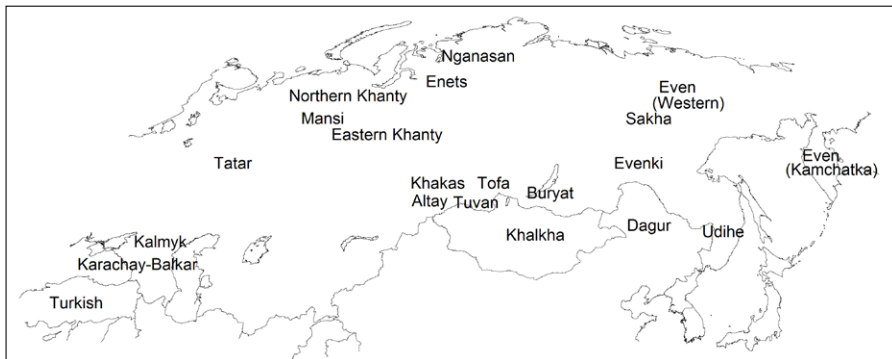 Nganasan
Enets
Northern Khanty
Even
(Western)
Mansi
Sakha
Eastern Khanty
Tatar
Evenki
Even
(Kamchatka)
Khakas
Tofa
Altay
Tuvan
Buryat
Khalkha
Dagur
Udihe
Kalmyk
Karachay-Balkar
Turkish